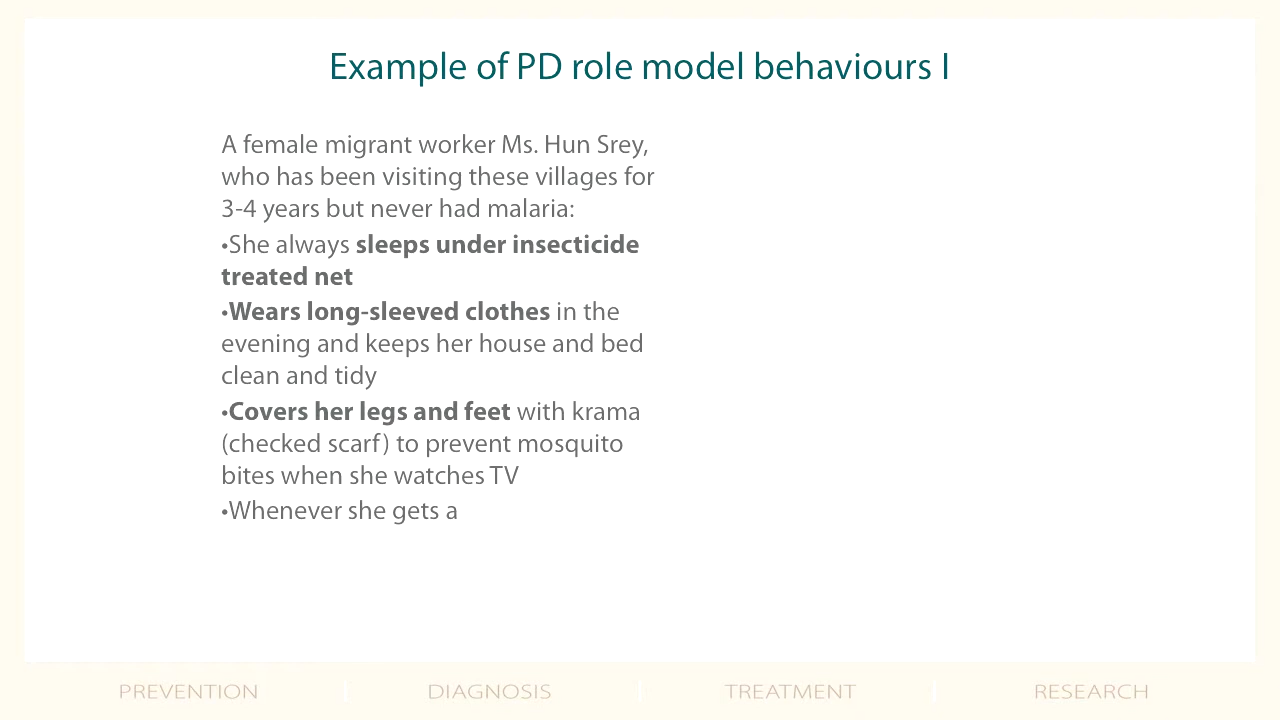 Example of PD role model behaviours I
A female migrant worker Ms. Hun Srey,
who has been visiting these villages for
3-4 years but never had malaria:
•She always sleeps under insecticide
treated net
•Wears long-sleeved clothes in the
evening and keeps her house and bed
clean and tidy
•Covers her legs and feet with krama
(checked scarf) to prevent mosquito
bites when she watches TV
•Whenever she gets a
PREVENTION | DIAGNOSIS | TREATMENT | RESEARCH